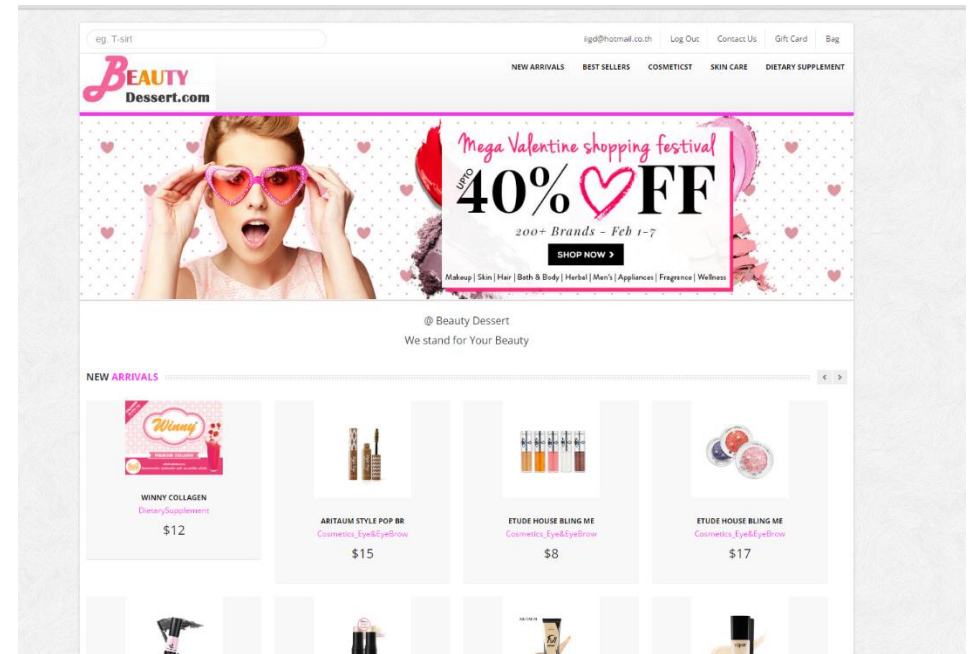 eg. T-sirt
iigd@hotmail.co.th Log Out Contact Us Gift Card Bag
BEAUTY
Dessert.com
NEW ARRIVALS BEST SELLERS COSMETICST SKIN CARE DIETARY SUPPLEMENT
Mega Valentine shopping festival
UPTO
40% OFF
200+ Brands - Feb 1-7
SHOP NOW >
Makeup | Skin | Hair | Bath & Body | Herbal | Men's | Appliances | Fragrance | Wellness
@ Beauty Dessert
We stand for Your Beauty
NEW ARRIVALS
Winny
WINNY COLLAGEN
DietarySupplement
$12
ARITAUM STYLE POP BR
Cosmetics_Eye&EyeBrow
$15
ETUDE HOUSE BLING ME
Cosmetics_Eye&EyeBrow
$8
ETUDE HOUSE BLING ME
Cosmetics_Eye&EyeBrow
$17